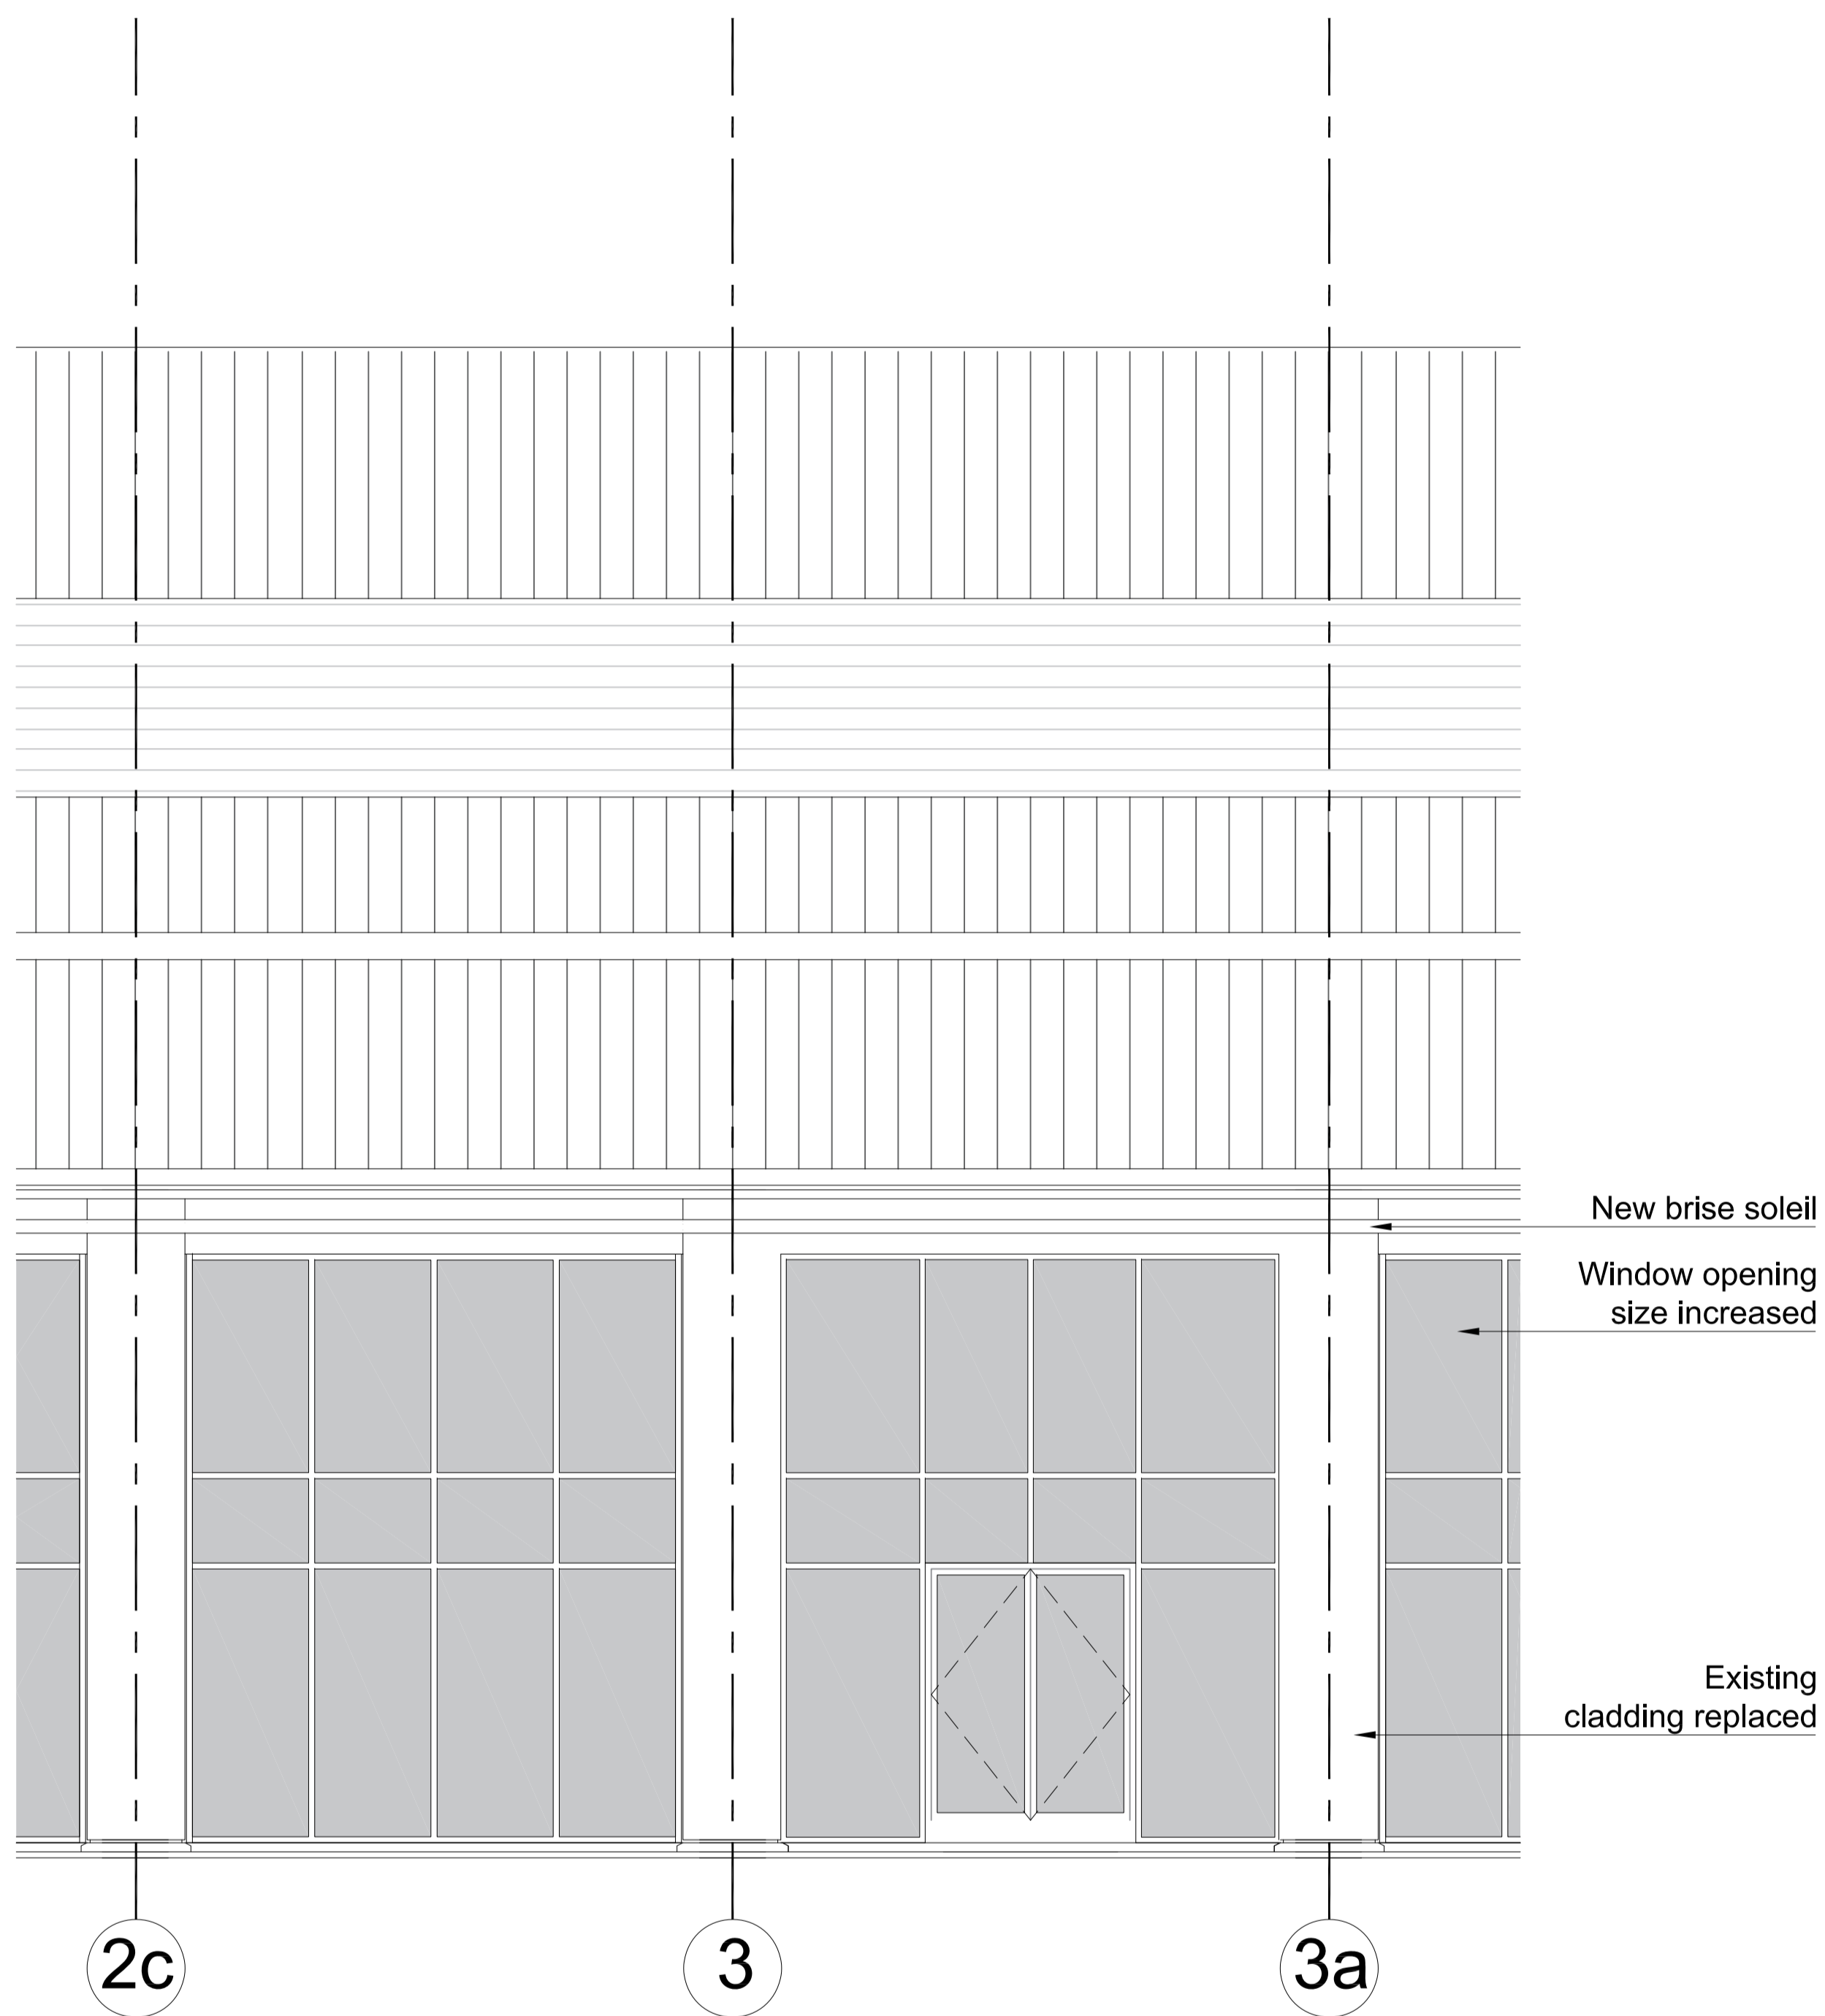 New brise soleil
Window opening
size increased
Existing
cladding replaced
2c
3
3a